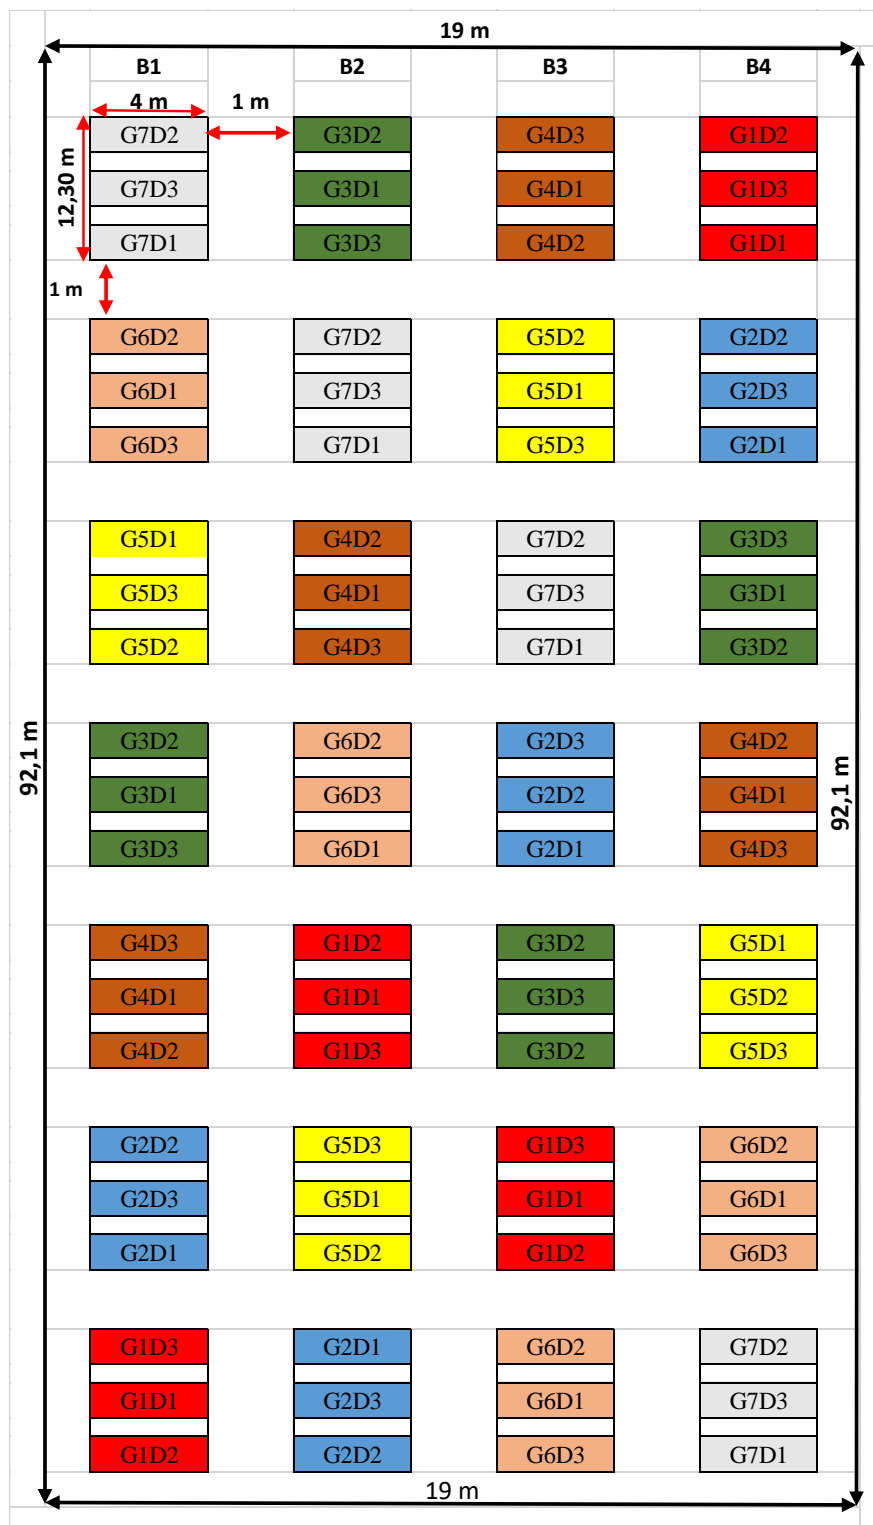 19 m
B1 B2 B3 B4
4 m 1 m
12,30 m
G7D2 G3D2 G4D3 G1D2
G7D3 G3D1 G4D1 G1D3
G7D1 G3D3 G4D2 G1D1
1 m
G6D2 G7D2 G5D2 G2D2
G6D1 G7D3 G5D1 G2D3
G6D3 G7D1 G5D3 G2D1
G5D1 G4D2 G7D2 G3D3
G5D3 G4D1 G7D3 G3D1
G5D2 G4D3 G7D1 G3D2
92,1 m
92,1 m
G3D2 G6D2 G2D3 G4D2
G3D1 G6D3 G2D2 G4D1
G3D3 G6D1 G2D1 G4D3
G4D3 G1D2 G3D2 G5D1
G4D1 G1D1 G3D3 G5D2
G4D2 G1D3 G3D2 G5D3
G2D2 G5D3 G1D3 G6D2
G2D3 G5D1 G1D1 G6D1
G2D1 G5D2 G1D2 G6D3
G1D3 G2D1 G6D2 G7D2
G1D1 G2D3 G6D1 G7D3
G1D2 G2D2 G6D3 G7D1
19 m